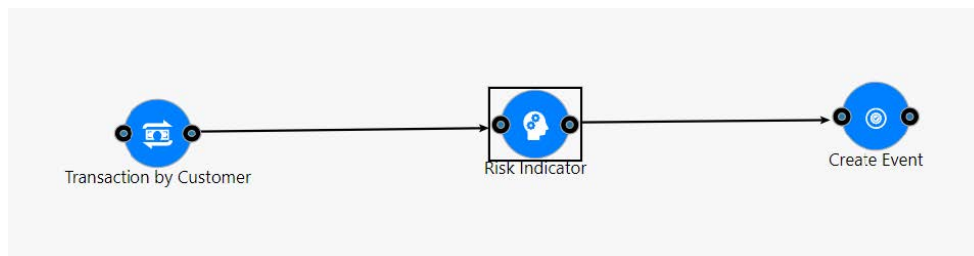 Transaction by Customer
Risk Indicator
Create Event